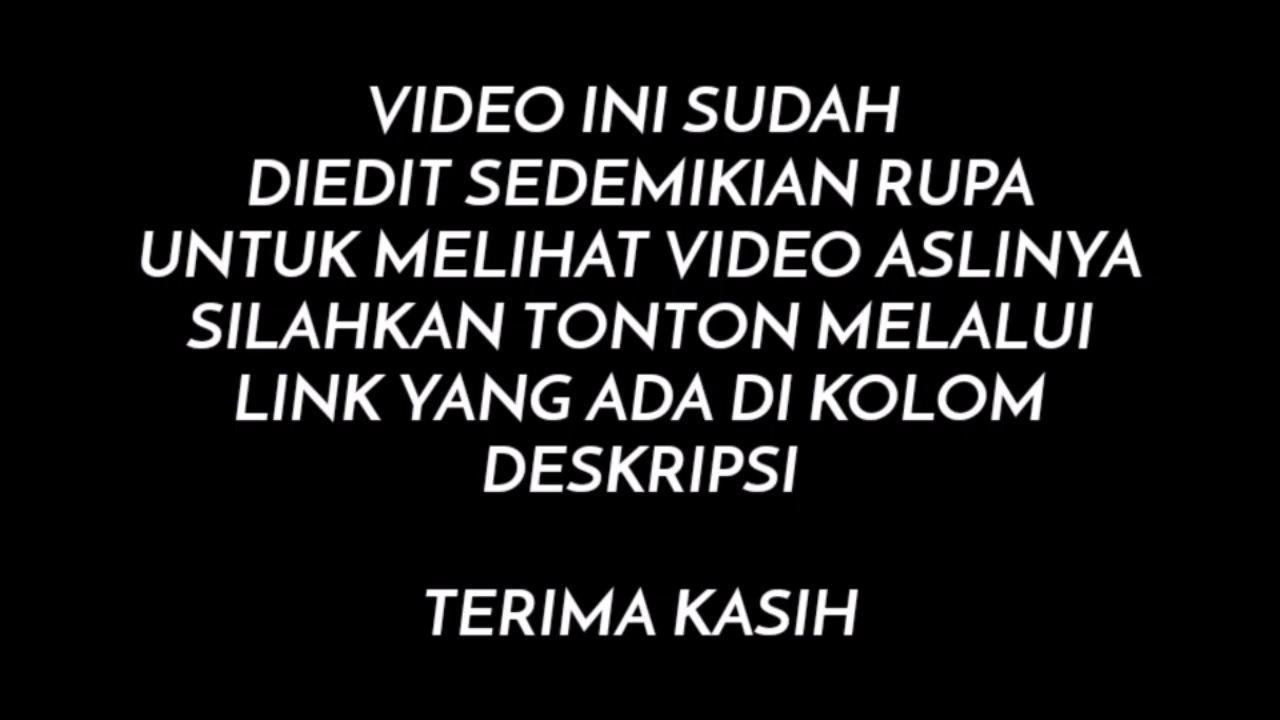 VIDEO INI SUDAH
DIEDIT SEDEMIKIAN RUPA
UNTUK MELIHAT VIDEO ASLINYA
SILAHKAN TONTON MELALUI
LINK YANG ADA DI KOLOM
DESKRIPSI
TERIMA KASIH